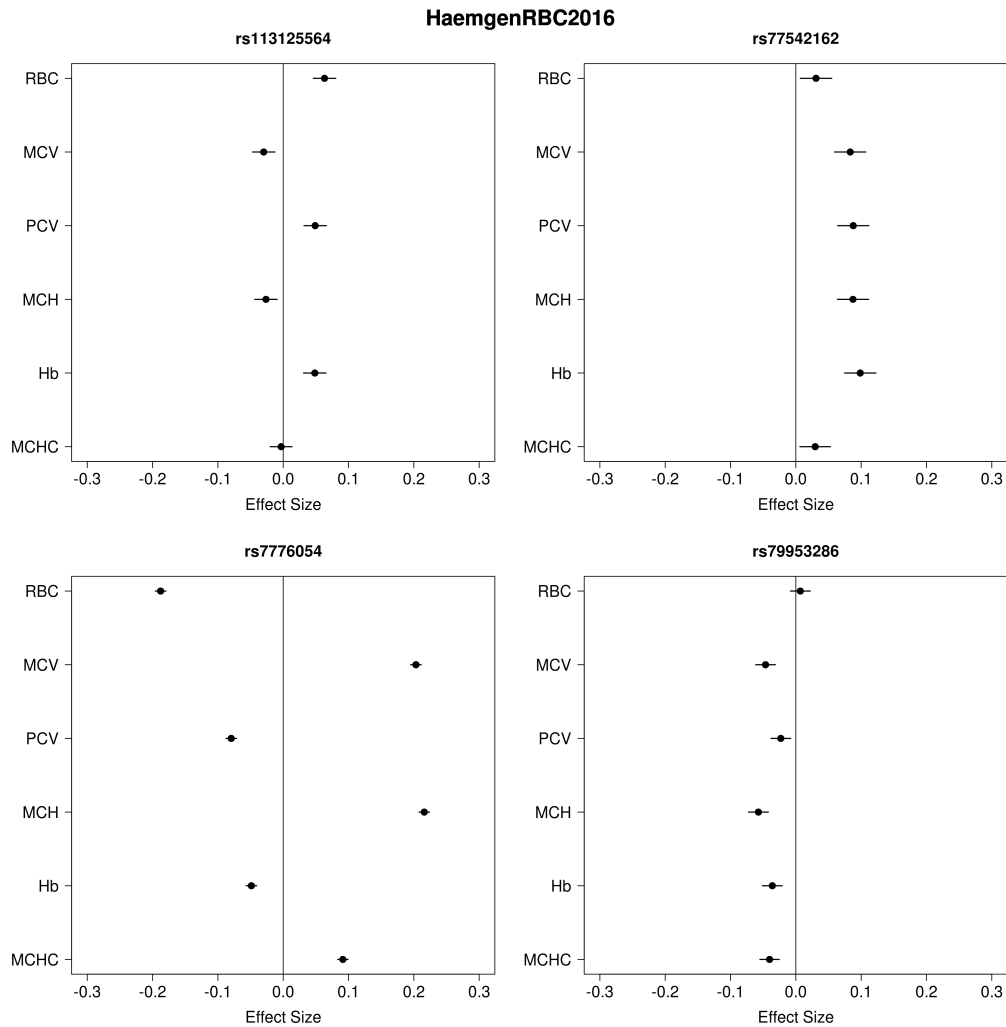 HaemgenRBC2016
rs113125564
RBC
MCV
PCV
MCH
Hb
MCHC
-0.3 -0.2 -0.1 0.0 0.1 0.2 0.3
Effect Size
rs77542162
RBC
MCV
PCV
MCH
Hb
MCHC
-0.3 -0.2 -0.1 0.0 0.1 0.2 0.3
Effect Size
rs7776054
RBC
MCV
PCV
MCH
Hb
MCHC
-0.3 -0.2 -0.1 0.0 0.1 0.2 0.3
Effect Size
rs79953286
RBC
MCV
PCV
MCH
Hb
MCHC
-0.3 -0.2 -0.1 0.0 0.1 0.2 0.3
Effect Size